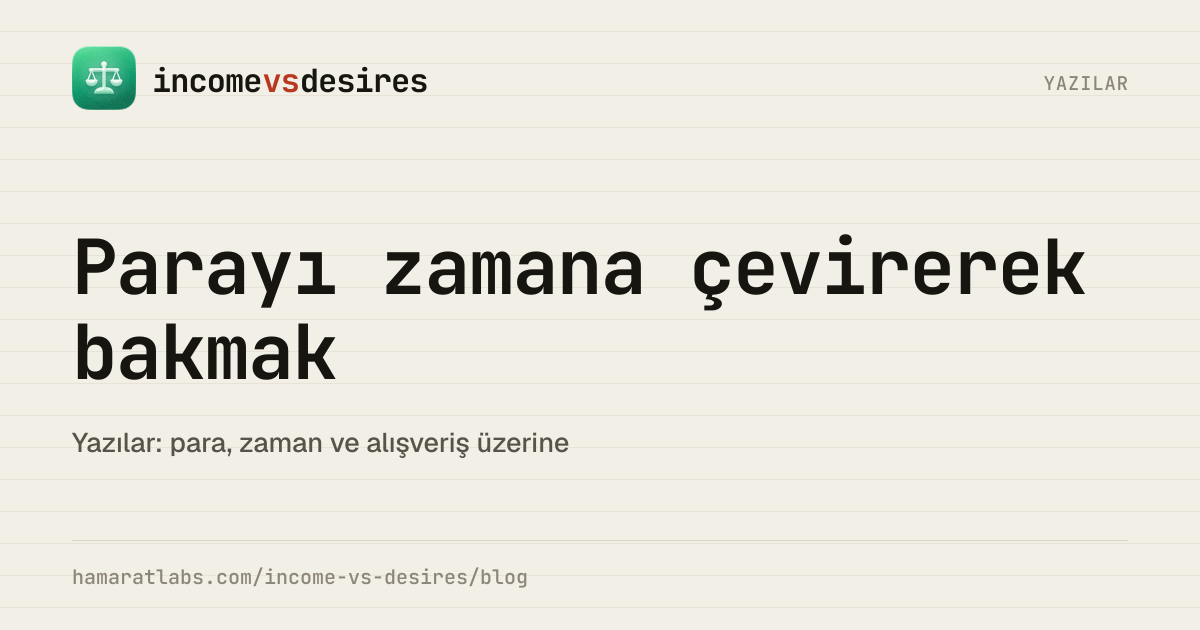 incomevsdesires
YAZILAR
Parayı zamana çevirerek
bakmak
Yazılar: para, zaman ve alışveriş üzerine
hamaratlabs.com/income-vs-desires/blog